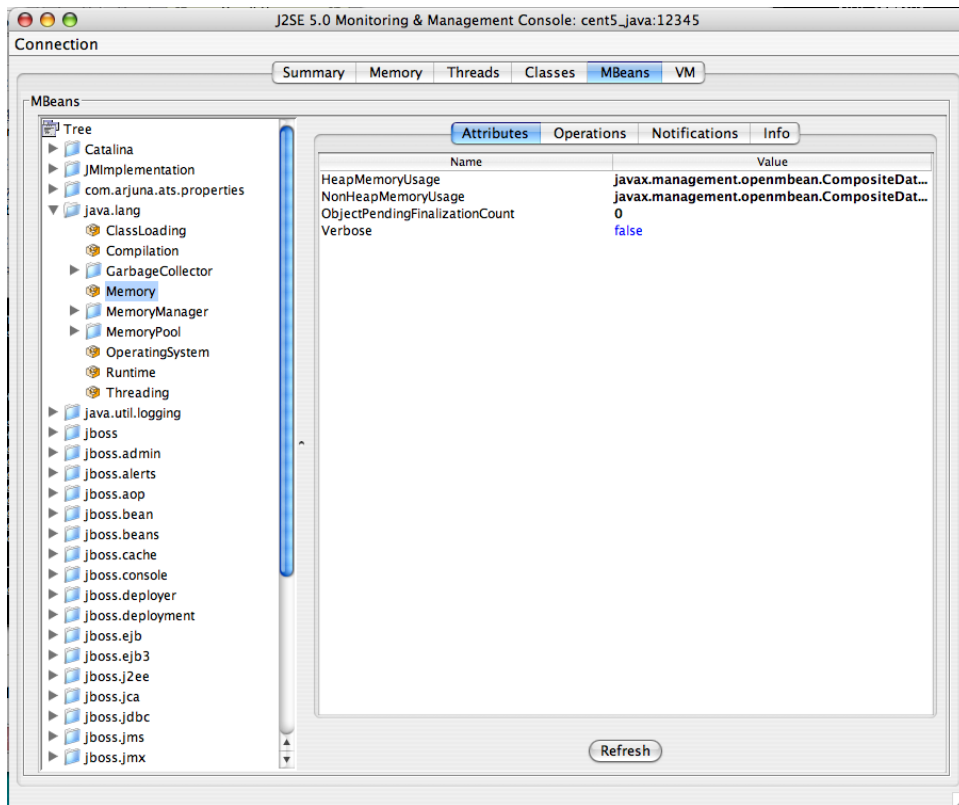 J2SE 5.0 Monitoring & Management Console: cent5_java:12345
Connection
Summary Memory Threads Classes MBeans VM
MBeans
Tree
Catalina
JMImplementation
com.arjuna.ats.properties
java.lang
ClassLoading
Compilation
GarbageCollector
Memory
MemoryManager
MemoryPool
OperatingSystem
Runtime
Threading
java.util.logging
jboss
jboss.admin
jboss.alerts
jboss.aop
jboss.bean
jboss.beans
jboss.cache
jboss.console
jboss.deployer
jboss.deployment
jboss.ejb
jboss.ejb3
jboss.j2ee
jboss.jca
jboss.jdbc
jboss.jms
jboss.jmx
Attributes Operations Notifications Info
Name Value
HeapMemoryUsage javax.management.openmbean.CompositeDat...
NonHeapMemoryUsage javax.management.openmbean.CompositeDat...
ObjectPendingFinalizationCount 0
Verbose false
Refresh